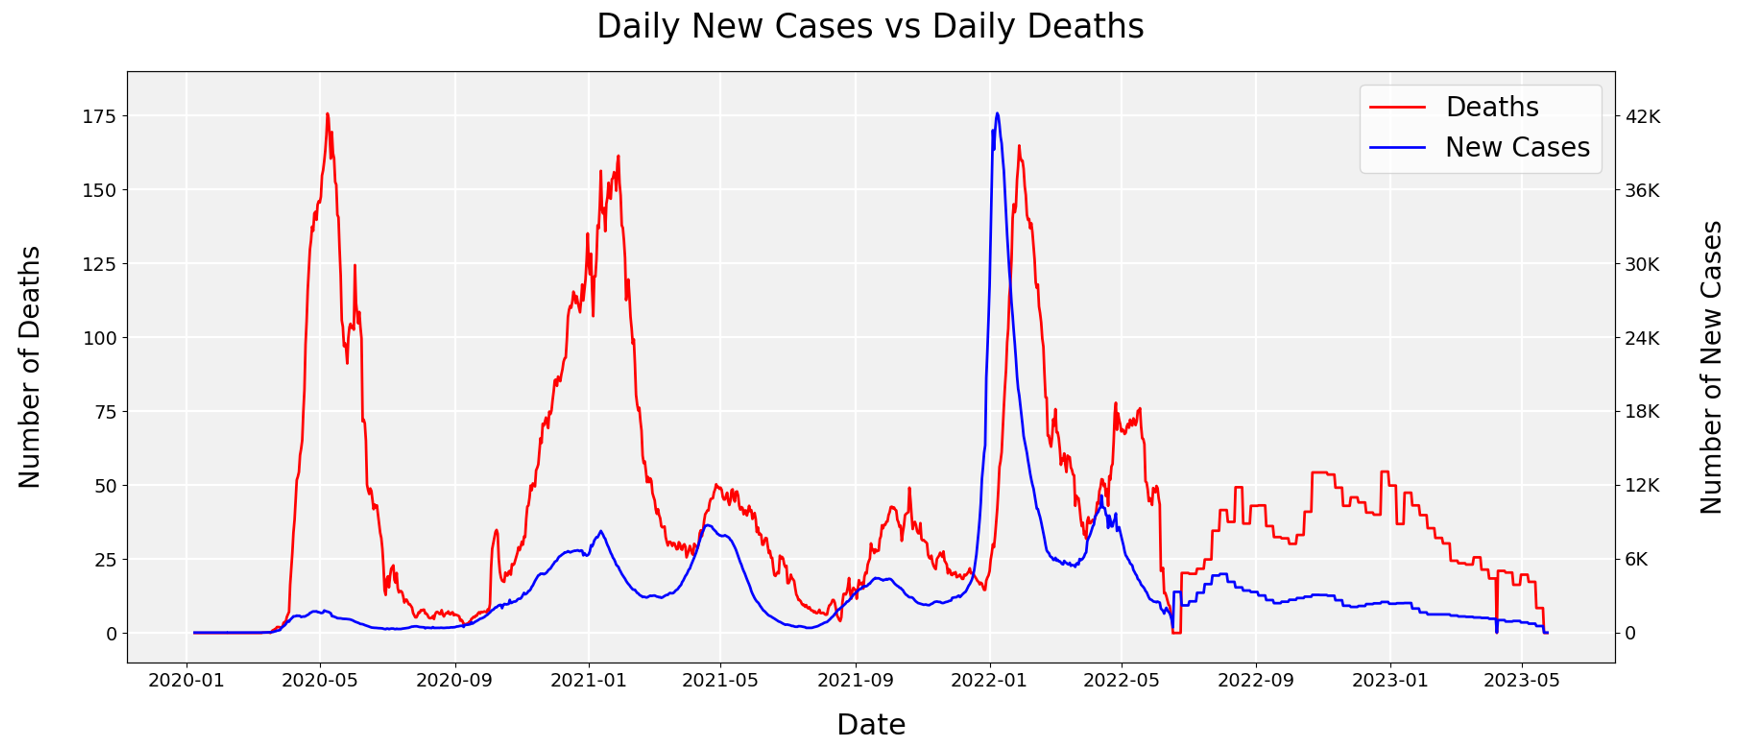 Daily New Cases vs Daily Deaths
Deaths
New Cases
175
150
125
100
75
50
25
0
42K
36K
30K
24K
18K
12K
6K
0
Number of Deaths
Number of New Cases
2020-01 2020-05 2020-09 2021-01 2021-05 2021-09 2022-01 2022-05 2022-09 2023-01 2023-05
Date